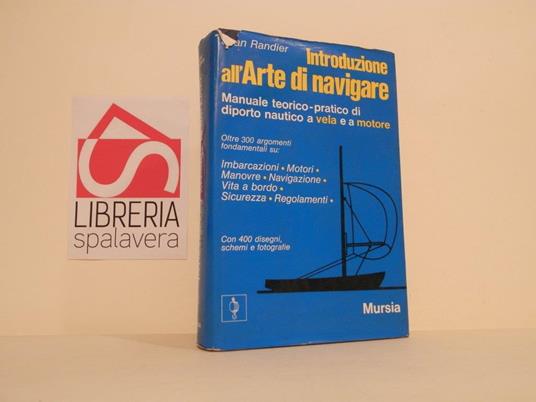 an Randier
Introduzione
all'Arte di navigare
Manuale teorico-pratico di
diporto nautico a vela e a motore
Oltre 300 argomenti
fondamentali su:
Imbarcazioni • Motori •
Manovre • Navigazione •
Vita a bordo •
Sicurezza • Regolamenti •
Con 400 disegni,
schemi e fotografie
Mursia
LIBRERIA
spalavera